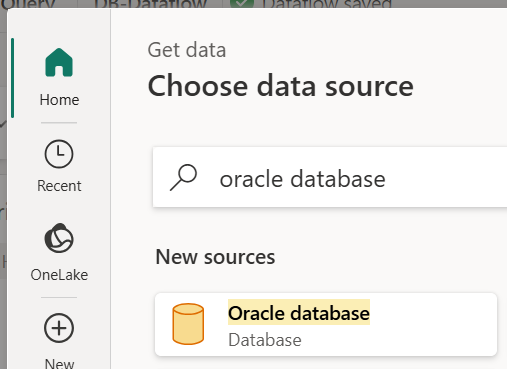 Query DB-Dataflow Dataflow saved
Get data
Choose data source
Home
oracle database
Recent
New sources
OneLake
Oracle database
Database
New